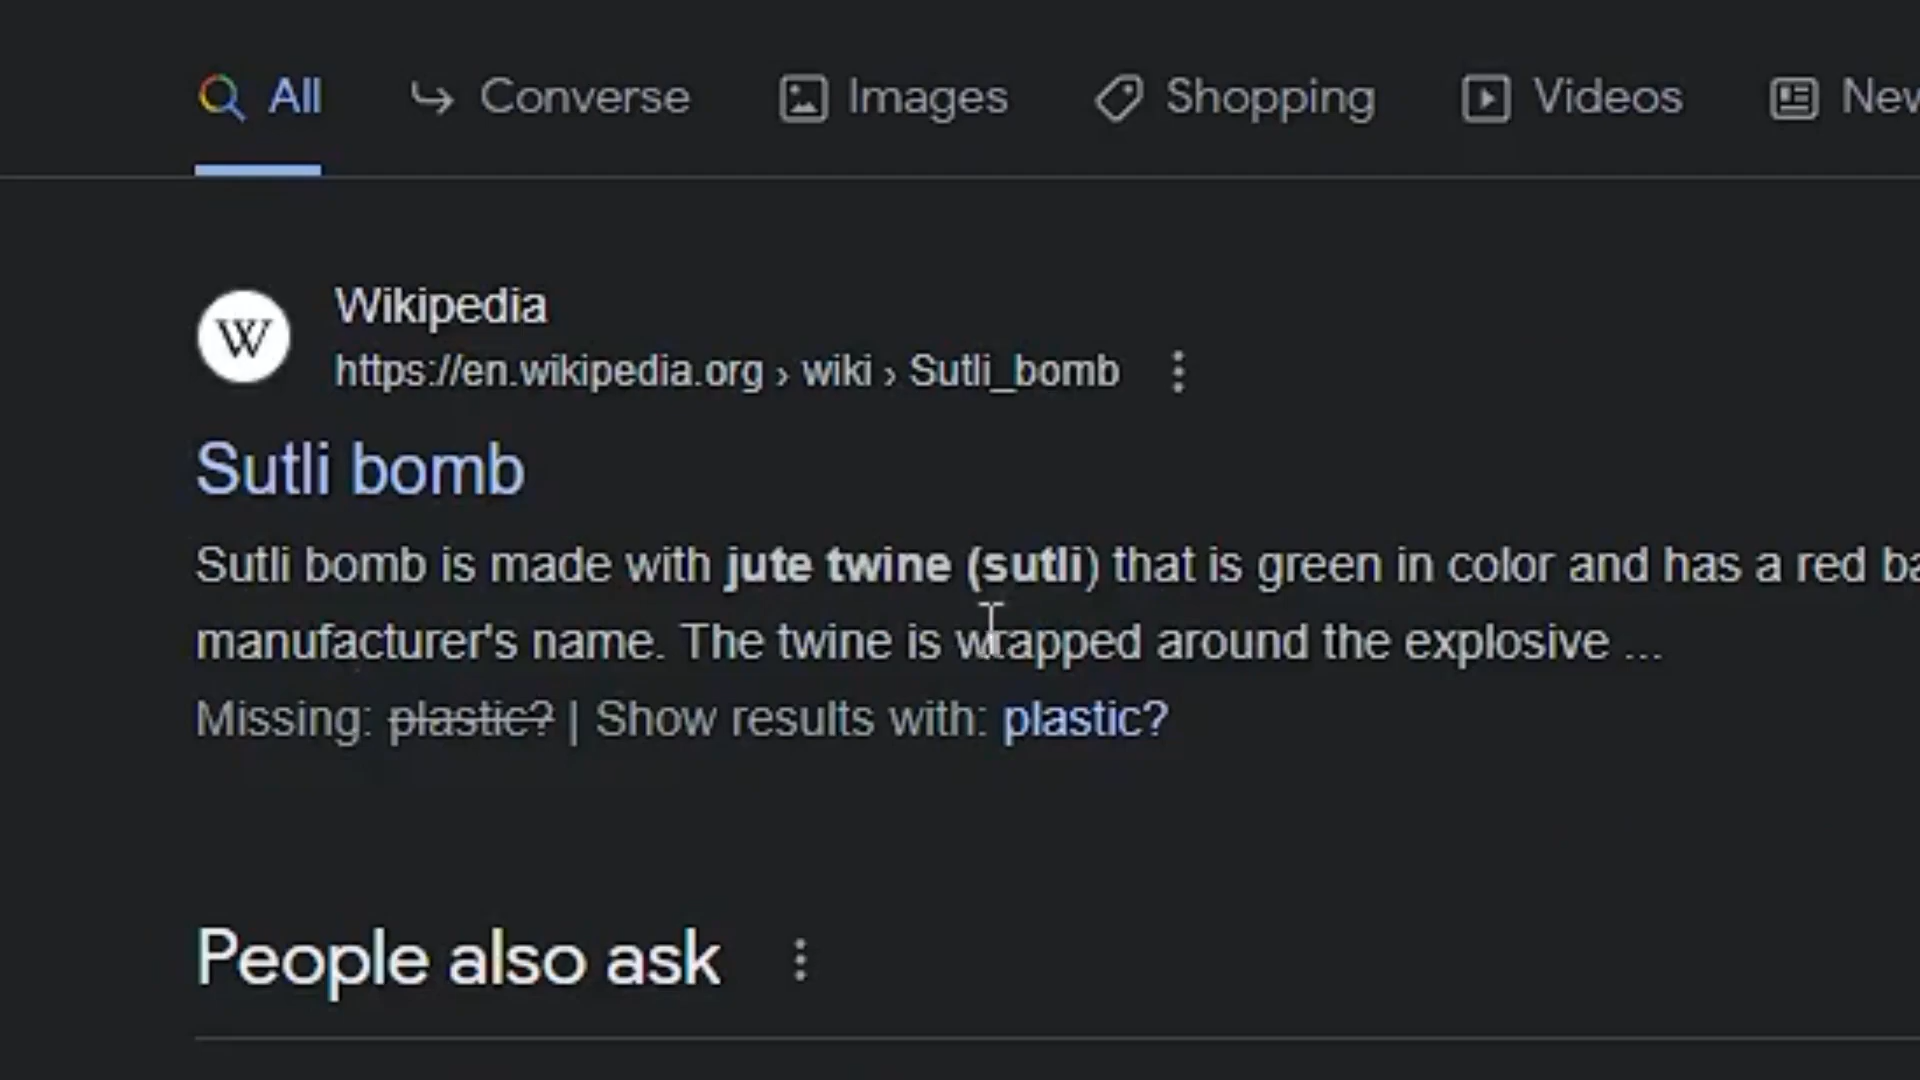 All Converse Images Shopping Videos
Wikipedia
https://en.wikipedia.org › wiki › Sutli_bomb
Sutli bomb
Sutli bomb is made with jute twine (sutli) that is green in color and has a red
manufacturer's name. The twine is wrapped around the explosive ...
Missing: plastic? | Show results with: plastic?
People also ask